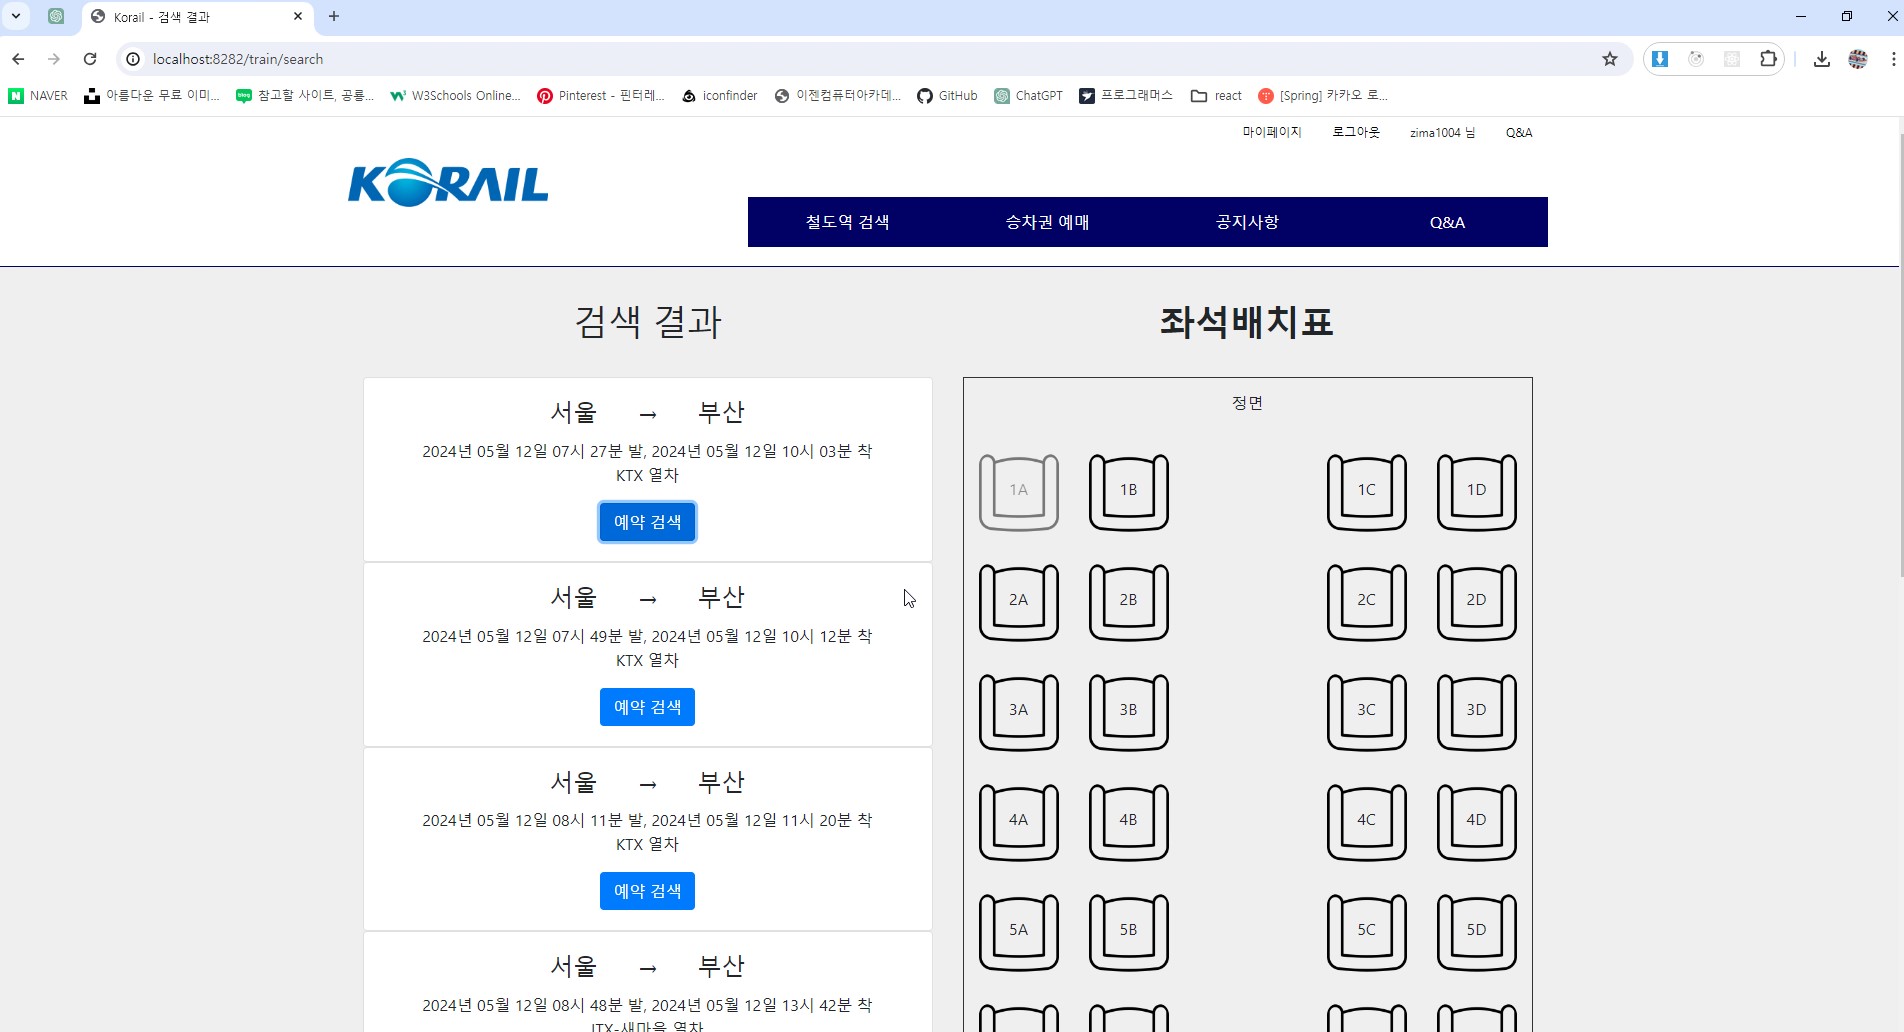 Korail - 검색 결과
localhost:8282/train/search
NAVER
아름다운 무료 이미...
참고할 사이트, 공룡...
W3Schools Online...
Pinterest - 핀터레...
iconfinder
이젠컴퓨터아카데...
GitHub
ChatGPT
프로그래머스
react
[Spring] 카카오 로...
마이페이지 로그아웃 zima1004 님 Q&A
KORAIL
철도역 검색 승차권 예매 공지사항 Q&A
검색 결과
서울 → 부산
2024년 05월 12일 07시 27분 발, 2024년 05월 12일 10시 03분 착
KTX 열차
예약 검색
서울 → 부산
2024년 05월 12일 07시 49분 발, 2024년 05월 12일 10시 12분 착
KTX 열차
예약 검색
서울 → 부산
2024년 05월 12일 08시 11분 발, 2024년 05월 12일 11시 20분 착
KTX 열차
예약 검색
서울 → 부산
2024년 05월 12일 08시 48분 발, 2024년 05월 12일 13시 42분 착
ITX-새마을 열차
좌석배치표
정면
1A 1B 1C 1D
2A 2B 2C 2D
3A 3B 3C 3D
4A 4B 4C 4D
5A 5B 5C 5D